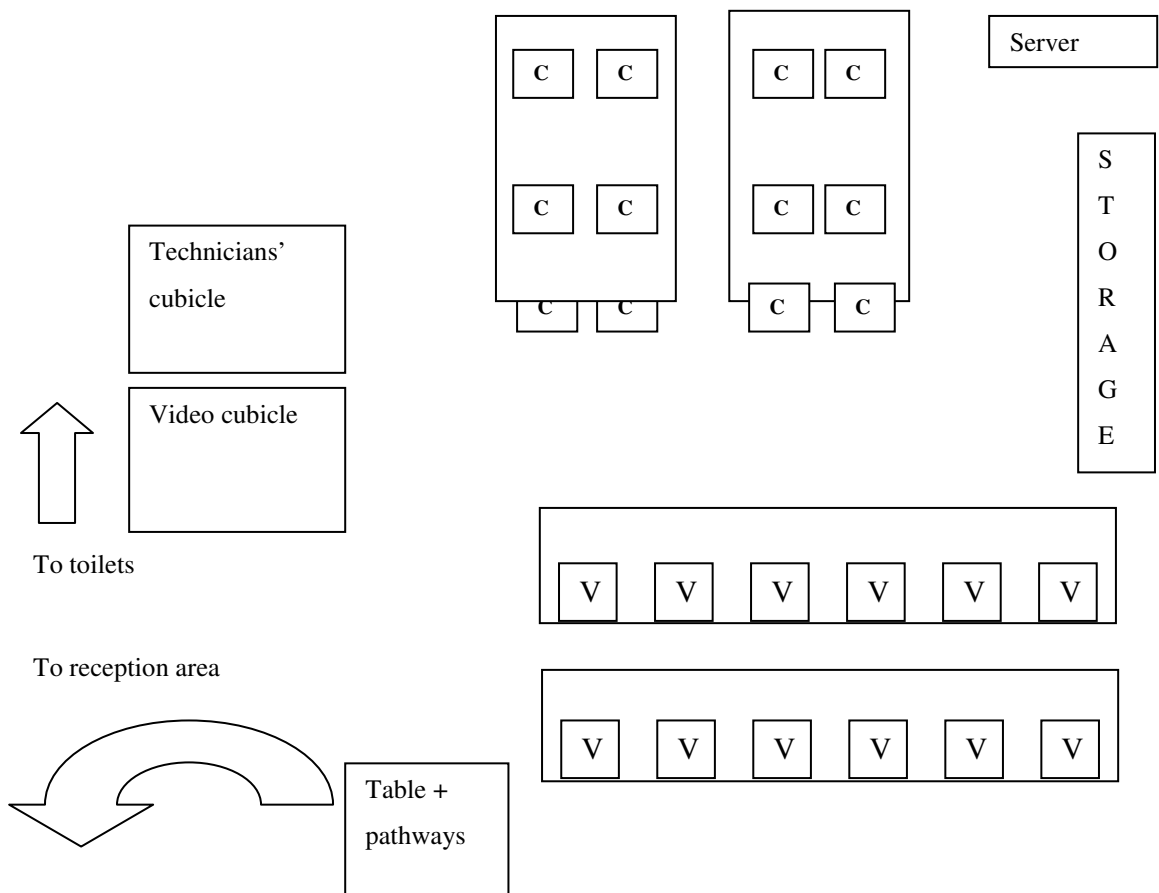 Server
C C C C
S
T
O
R
A
G
E
C C C C
Technicians’
cubicle
C C C C
Video cubicle
To toilets
V V V V V V
To reception area
V V V V V V
Table +
pathways